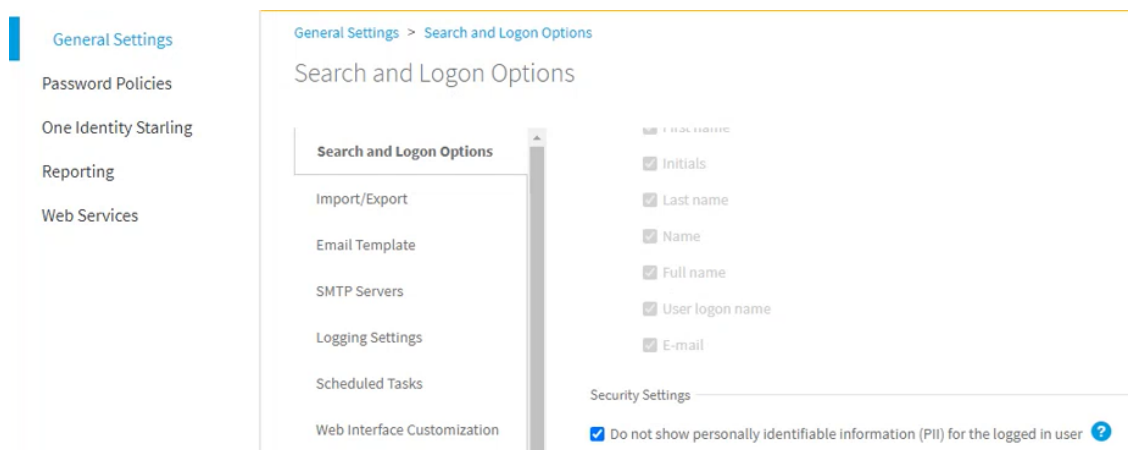 General Settings
Password Policies
One Identity Starling
Reporting
Web Services
General Settings > Search and Logon Options
Search and Logon Options
Search and Logon Options
Import/Export
Email Template
SMTP Servers
Logging Settings
Scheduled Tasks
Web Interface Customization
First name
Initials
Last name
Name
Full name
User logon name
E-mail
Security Settings
Do not show personally identifiable information (PII) for the logged in user ?